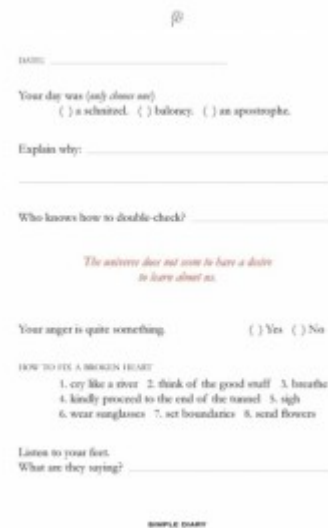 DATE:
Your day was (only choose one)
( ) a schnitzel. ( ) baloney. ( ) an apostrophe.
Explain why:
Who knows how to double-check?
The universe does not seem to have a desire
to learn about us.
Your anger is quite something. ( ) Yes ( ) No
HOW TO FIX A BROKEN HEART
1. cry like a river 2. think of the good stuff 3. breathe
4. kindly proceed to the end of the tunnel 5. sigh
6. wear sunglasses 7. set boundaries 8. send flowers
Listen to your feet.
What are they saying?
SIMPLE DIARY